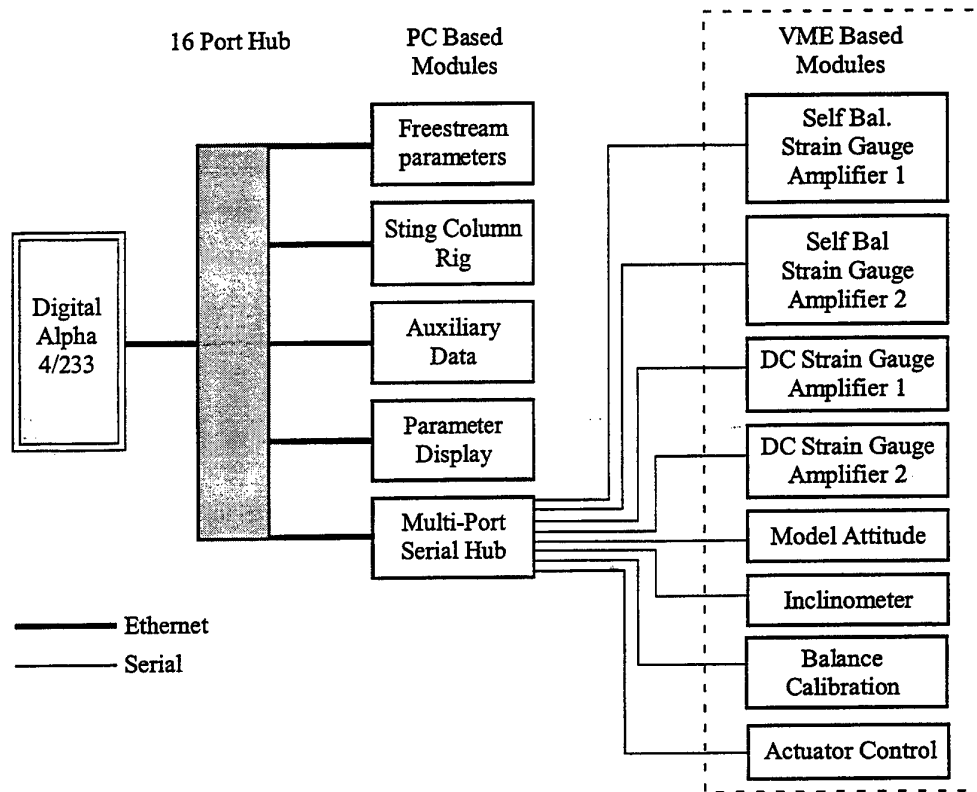 16 Port Hub
PC Based
Modules
VME Based
Modules
Digital
Alpha
4/233
Freestream
parameters
Sting Column
Rig
Auxiliary
Data
Parameter
Display
Multi-Port
Serial Hub
Self Bal.
Strain Gauge
Amplifier 1
Self Bal
Strain Gauge
Amplifier 2
DC Strain Gauge
Amplifier 1
DC Strain Gauge
Amplifier 2
Model Attitude
Inclinometer
Balance
Calibration
Actuator Control
Ethernet
Serial